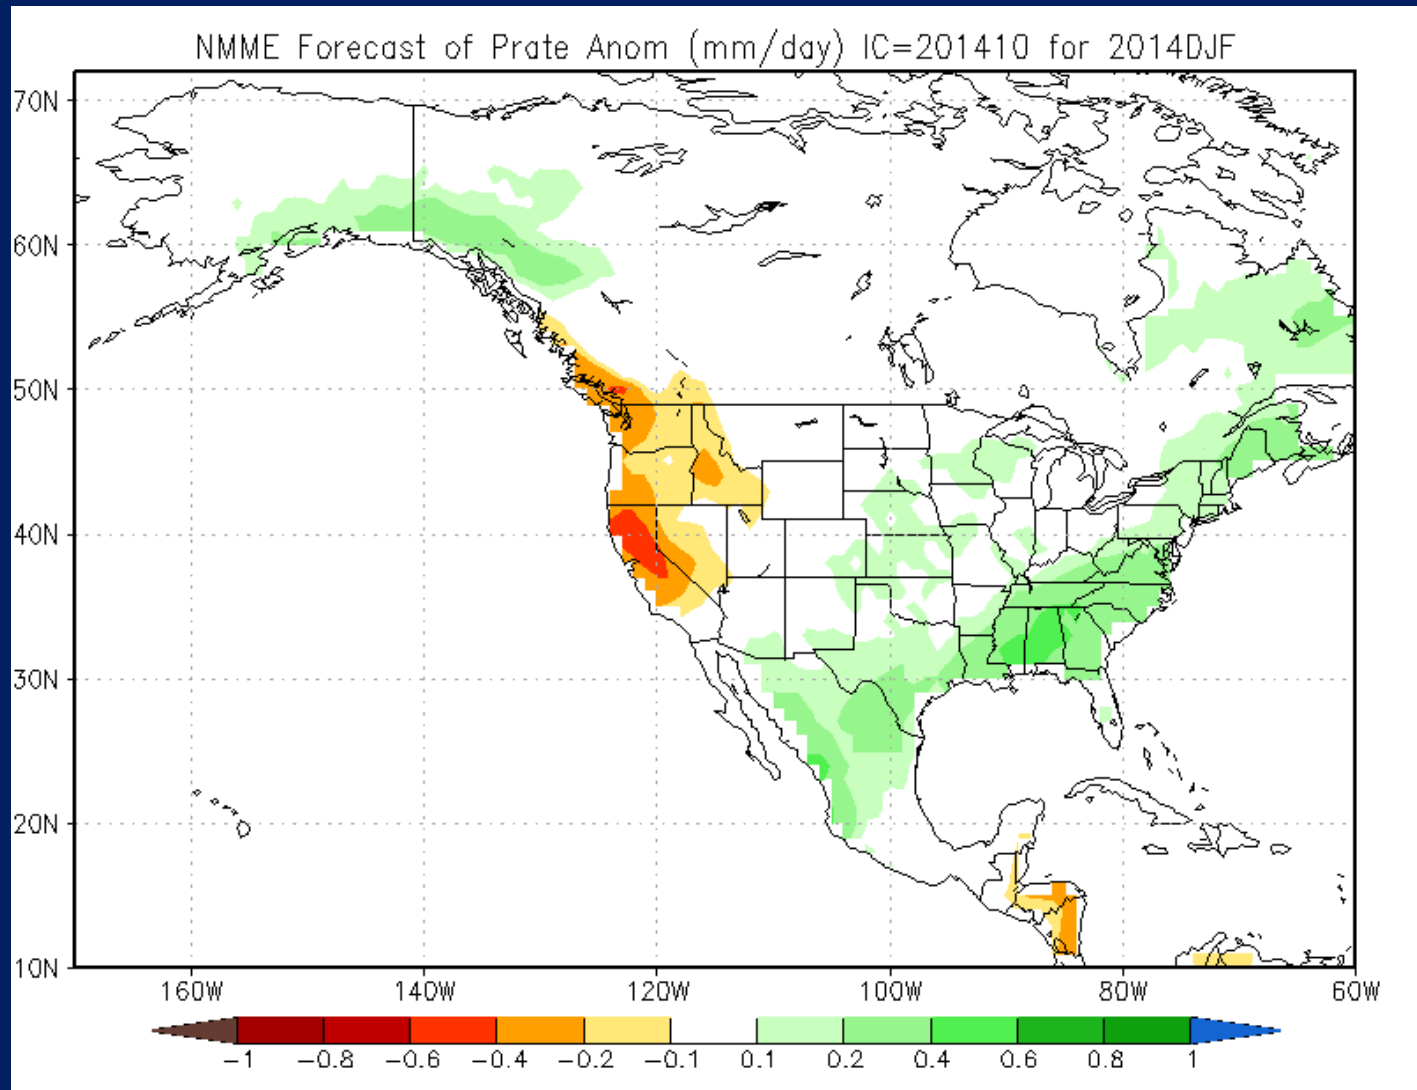 NMME Forecast of Prate Anom (mm/day) IC=201410 for 2014DJF
70N
60N
50N
40N
30N
20N
10N
160W 140W 120W 100W 80W 60W
−1 −0.8 −0.6 −0.4 −0.2 −0.1 0.1 0.2 0.4 0.6 0.8 1